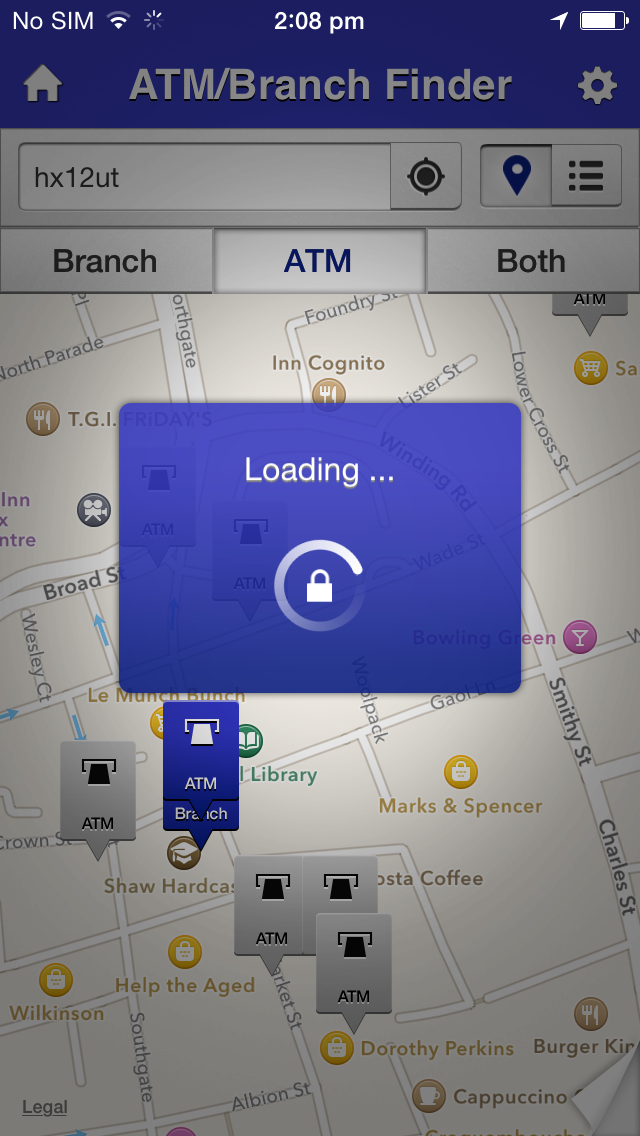 No SIM
2:08 pm
ATM/Branch Finder
hx12ut
Branch
ATM
Both
Foundry St
ATM
orthgate
North Parade
Inn Cognito
Lister St
Lower Cross St
Sa
T.G.I. FRiDAY'S
Winding Rd
Loading ...
Inn
x
ntre
ATM
ATM
Wade St
Broad St
Wesley Ct
Bowling Green
W
Woolpack
Gaol Ln
Smithy St
Le Munch Bunch
ATM
l Library
Branch
ATM
Marks & Spencer
Crown St
Charles St
Shaw Hardcas
osta Coffee
ATM
Help the Aged
ATM
Wilkinson
arket St
Southgate
Dorothy Perkins
Burger Kin
Albion St
Cappuccino
Legal